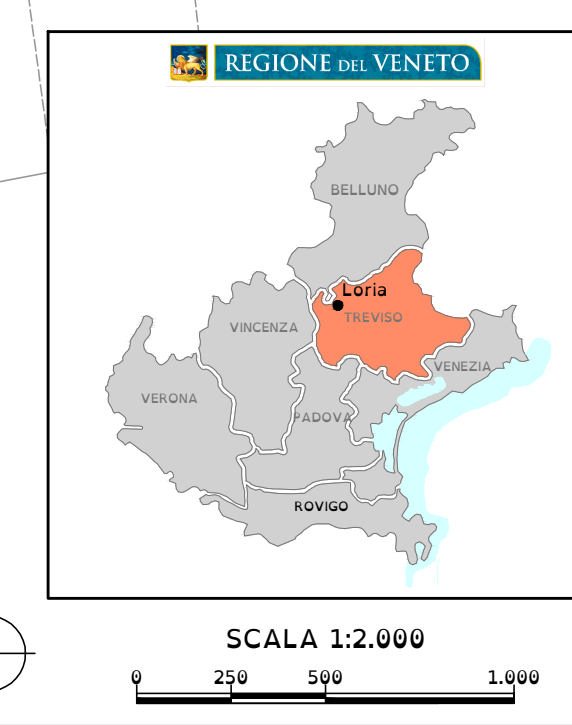 REGIONE DEL VENETO
BELLUNO
Loria
TREVISO
VINCENZA
VENEZIA
VERONA
PADOVA
ROVIGO
SCALA 1:2.000
0 250 500 1.000